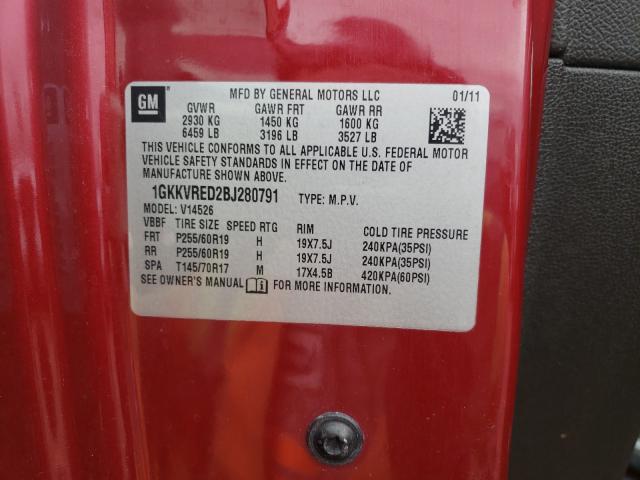 GM
MFD BY GENERAL MOTORS LLC 01/11
GVWR GAWR FRT GAWR RR
2930 KG 1450 KG 1600 KG
6459 LB 3196 LB 3527 LB
THIS VEHICLE CONFORMS TO ALL APPLICABLE U.S. FEDERAL MOTOR
VEHICLE SAFETY STANDARDS IN EFFECT ON THE DATE OF
MANUFACTURE SHOWN ABOVE.
1GKKVRED2BJ280791 TYPE: M.P.V.
MODEL: V14526
VBBF TIRE SIZE SPEED RTG RIM COLD TIRE PRESSURE
FRT P255/60R19 H 19X7.5J 240KPA(35PSI)
RR P255/60R19 H 19X7.5J 240KPA(35PSI)
SPA T145/70R17 M 17X4.5B 420KPA(60PSI)
SEE OWNER'S MANUAL i FOR MORE INFORMATION.